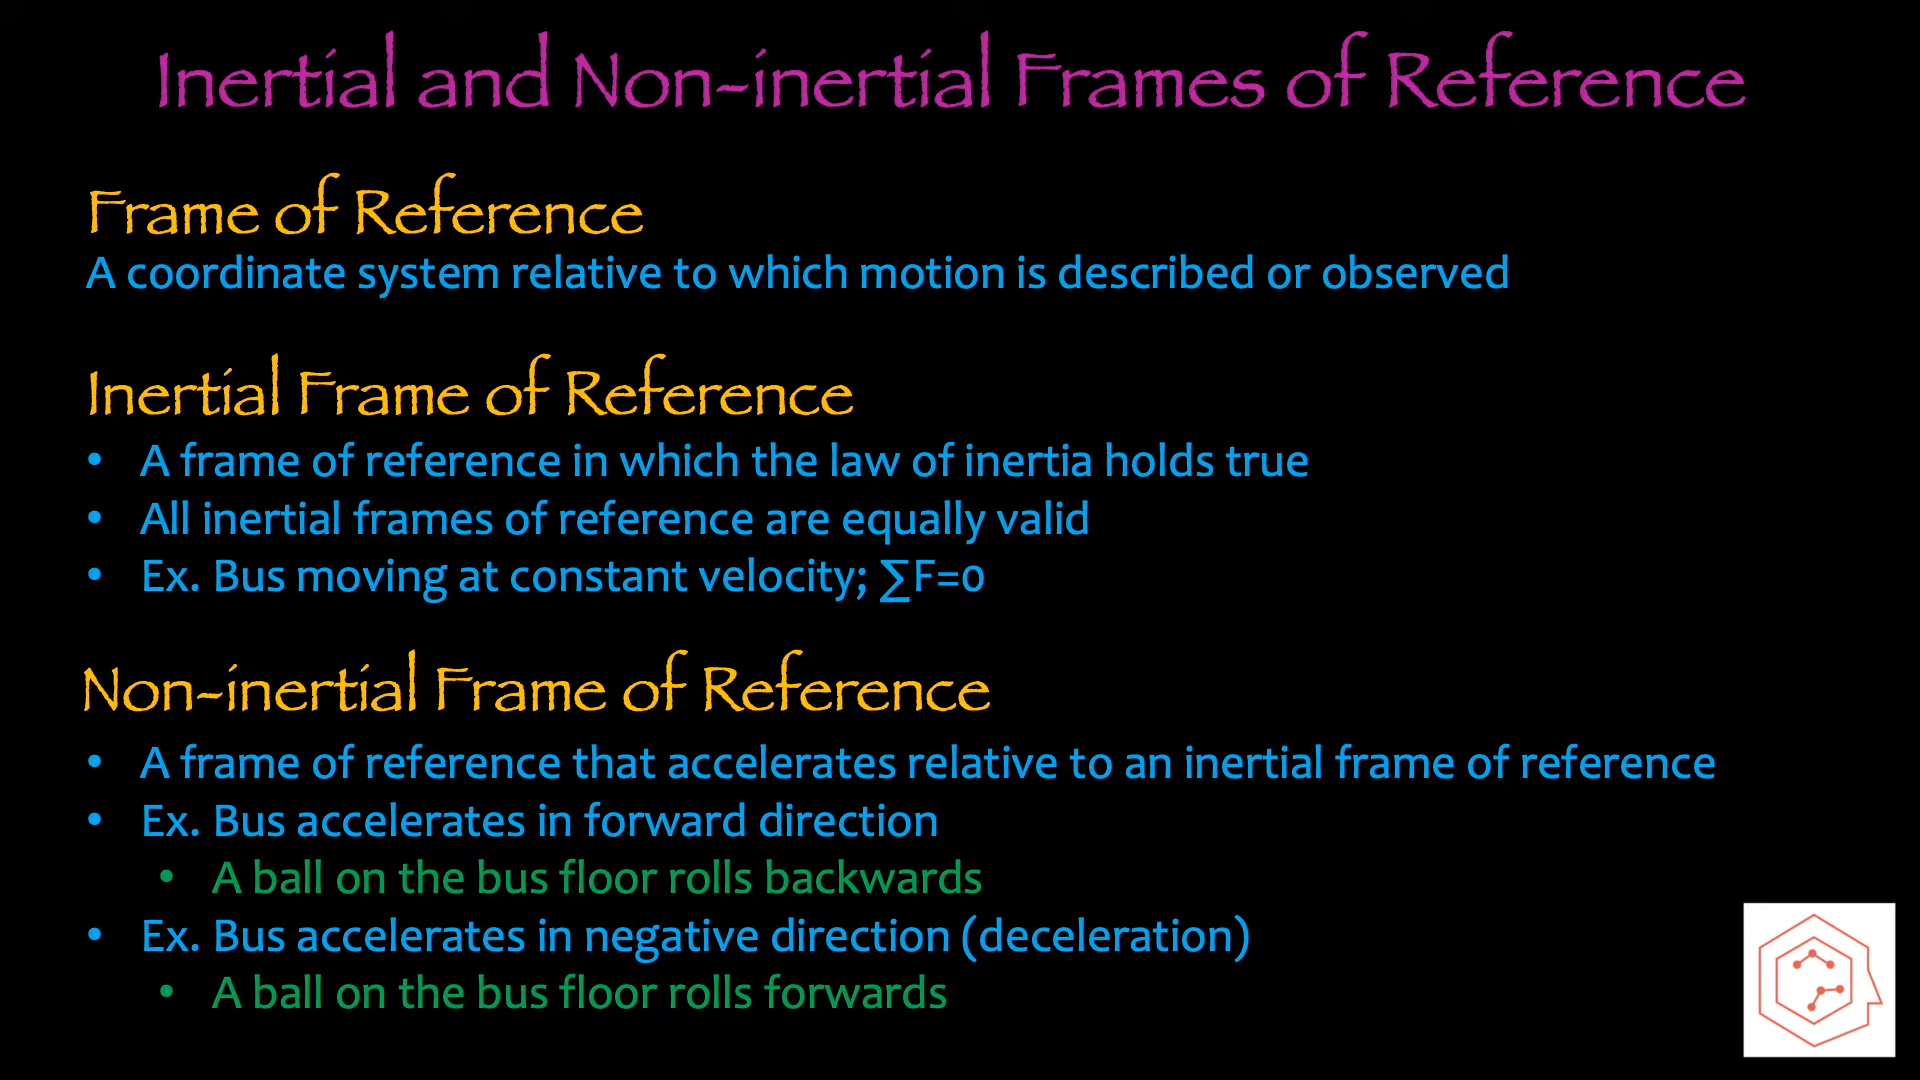 Inertial and Non-inertial Frames of Reference
Frame of Reference
A coordinate system relative to which motion is described or observed
Inertial Frame of Reference
• A frame of reference in which the law of inertia holds true
• All inertial frames of reference are equally valid
• Ex. Bus moving at constant velocity; ∑F=0
Non-inertial Frame of Reference
• A frame of reference that accelerates relative to an inertial frame of reference
• Ex. Bus accelerates in forward direction
• A ball on the bus floor rolls backwards
• Ex. Bus accelerates in negative direction (deceleration)
• A ball on the bus floor rolls forwards